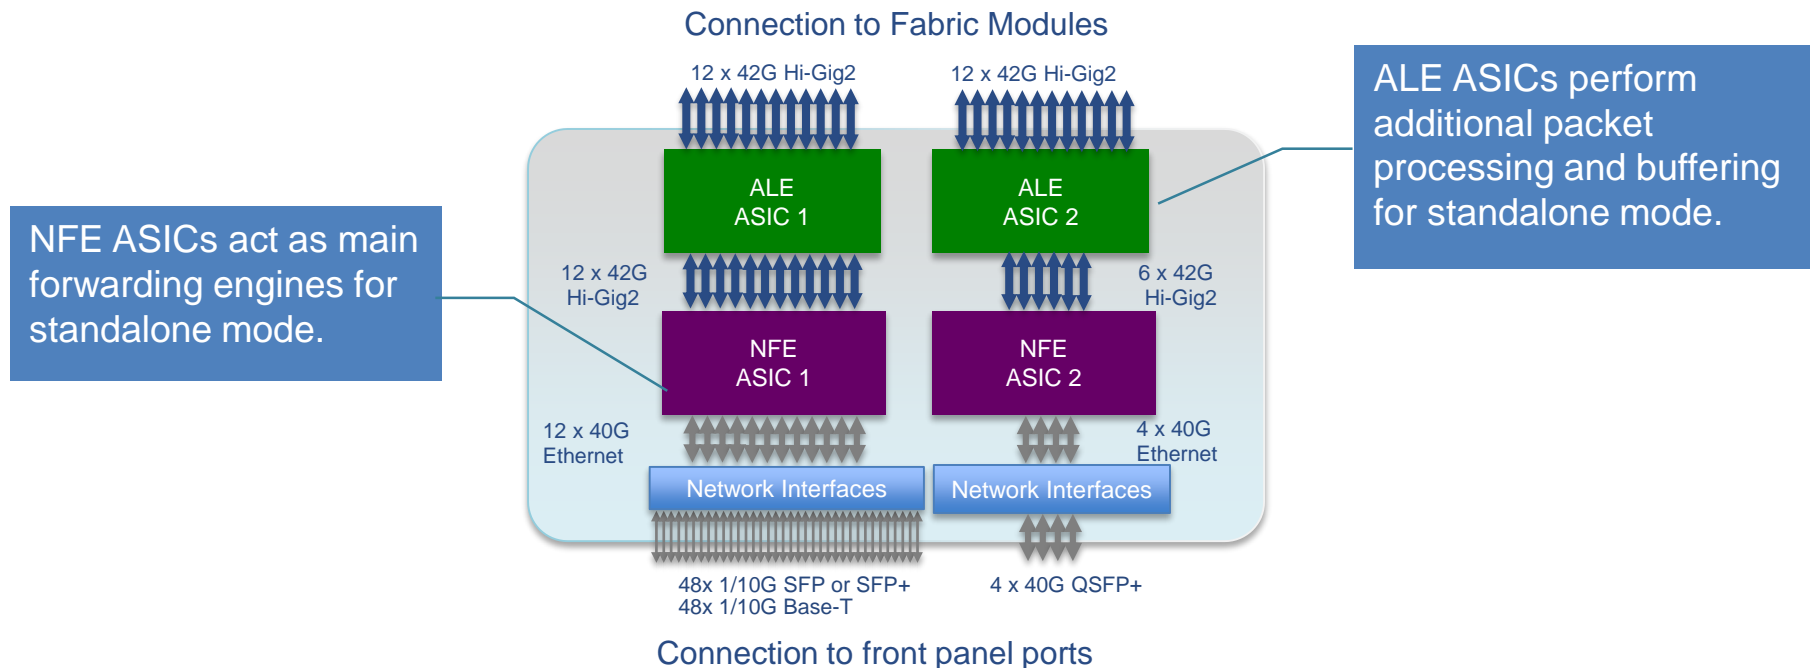 Connection to Fabric Modules
12 x 42G Hi-Gig2
12 x 42G Hi-Gig2
ALE ASICs perform
additional packet
processing and buffering
for standalone mode.
ALE
ASIC 1
ALE
ASIC 2
NFE ASICs act as main
forwarding engines for
standalone mode.
12 x 42G
Hi-Gig2
6 x 42G
Hi-Gig2
NFE
ASIC 1
NFE
ASIC 2
12 x 40G
Ethernet
4 x 40G
Ethernet
Network Interfaces
Network Interfaces
48x 1/10G SFP or SFP+
48x 1/10G Base-T
4 x 40G QSFP+
Connection to front panel ports